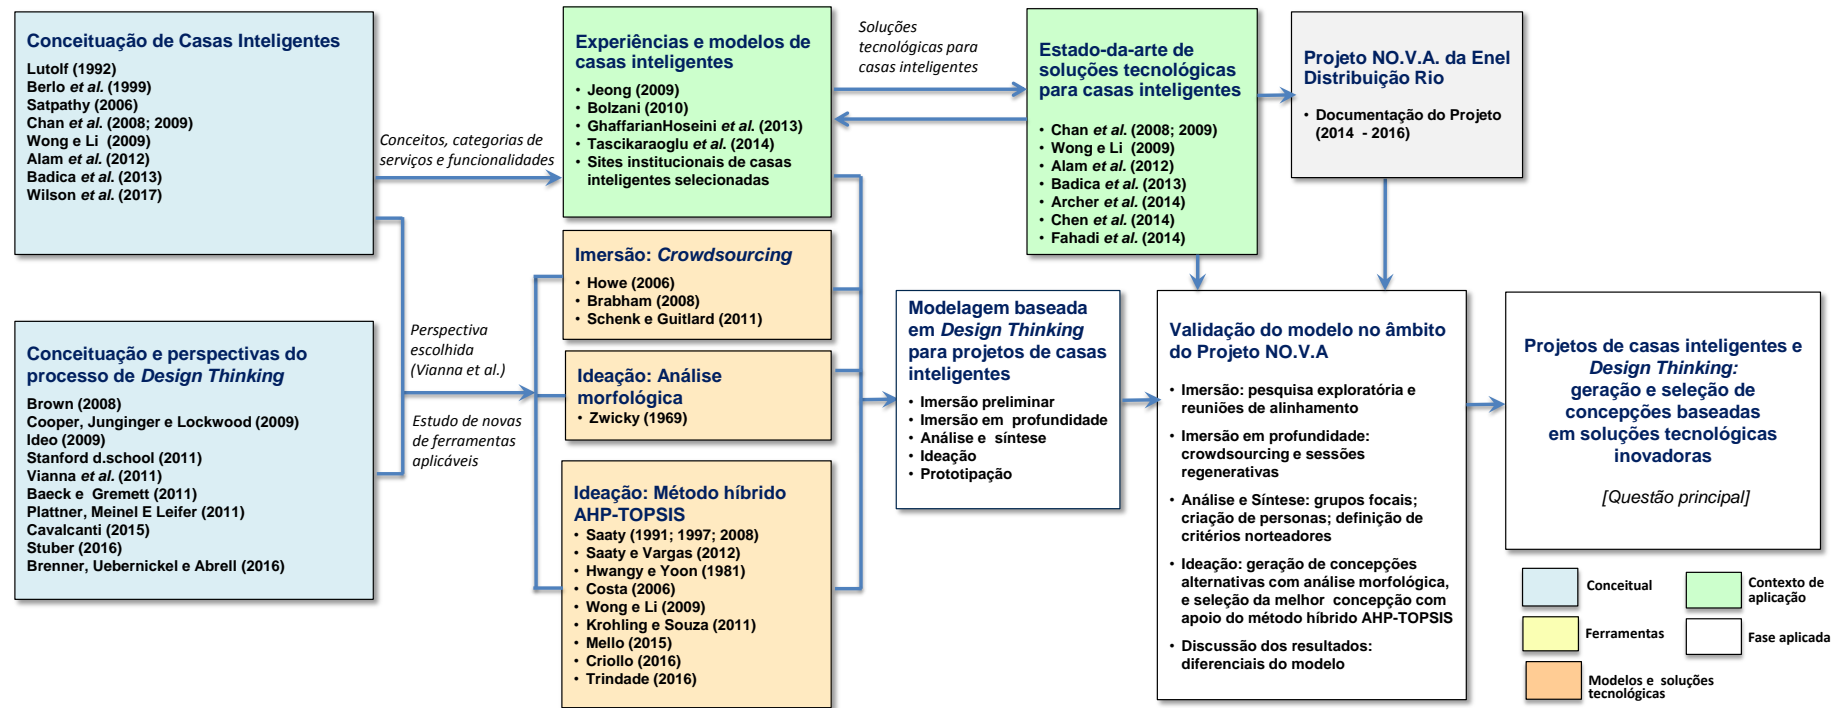 Conceituação de Casas Inteligentes
Lutolf (1992)
Berlo et al. (1999)
Satpathy (2006)
Chan et al. (2008; 2009)
Wong e Li (2009)
Alam et al. (2012)
Badica et al. (2013)
Wilson et al. (2017)
Conceituação e perspectivas do
processo de Design Thinking
Brown (2008)
Cooper, Junginger e Lockwood (2009)
Ideo (2009)
Stanford d.school (2011)
Vianna et al. (2011)
Baeck e Gremett (2011)
Plattner, Meinel E Leifer (2011)
Cavalcanti (2015)
Stuber (2016)
Brenner, Uebernickel e Abrell (2016)
Conceitos, categorias de
serviços e funcionalidades
Perspectiva
escolhida
(Vianna et al.)
Estudo de novas
de ferramentas
aplicáveis
Experiências e modelos de
casas inteligentes
• Jeong (2009)
• Bolzani (2010)
• GhaffarianHoseini et al. (2013)
• Tascikaraoglu et al. (2014)
• Sites institucionais de casas
inteligentes selecionadas
Imersão: Crowdsourcing
• Howe (2006)
• Brabham (2008)
• Schenk e Guitlard (2011)
Ideação: Análise
morfológica
• Zwicky (1969)
Ideação: Método híbrido
AHP-TOPSIS
• Saaty (1991; 1997; 2008)
• Saaty e Vargas (2012)
• Hwangy e Yoon (1981)
• Costa (2006)
• Wong e Li (2009)
• Krohling e Souza (2011)
• Mello (2015)
• Criollo (2016)
• Trindade (2016)
Soluções
tecnológicas para
casas inteligentes
Estado-da-arte de
soluções tecnológicas
para casas inteligentes
• Chan et al. (2008; 2009)
• Wong e Li (2009)
• Alam et al. (2012)
• Badica et al. (2013)
• Archer et al. (2014)
• Chen et al. (2014)
• Fahadi et al. (2014)
Projeto NO.V.A. da Enel
Distribuição Rio
• Documentação do Projeto
(2014 - 2016)
Modelagem baseada
em Design Thinking
para projetos de casas
inteligentes
• Imersão preliminar
• Imersão em profundidade
• Análise e síntese
• Ideação
• Prototipação
Validação do modelo no âmbito
do Projeto NO.V.A
• Imersão: pesquisa exploratória e
reuniões de alinhamento
• Imersão em profundidade:
crowdsourcing e sessões
regenerativas
• Análise e Síntese: grupos focais;
criação de personas; definição de
critérios norteadores
• Ideação: geração de concepções
alternativas com análise morfológica,
e seleção da melhor concepção com
apoio do método híbrido AHP-TOPSIS
• Discussão dos resultados:
diferenciais do modelo
Projetos de casas inteligentes e
Design Thinking:
geração e seleção de
concepções baseadas
em soluções tecnológicas
inovadoras
[Questão principal]
Conceitual
Contexto de
aplicação
Ferramentas
Fase aplicada
Modelos e soluções
tecnológicas